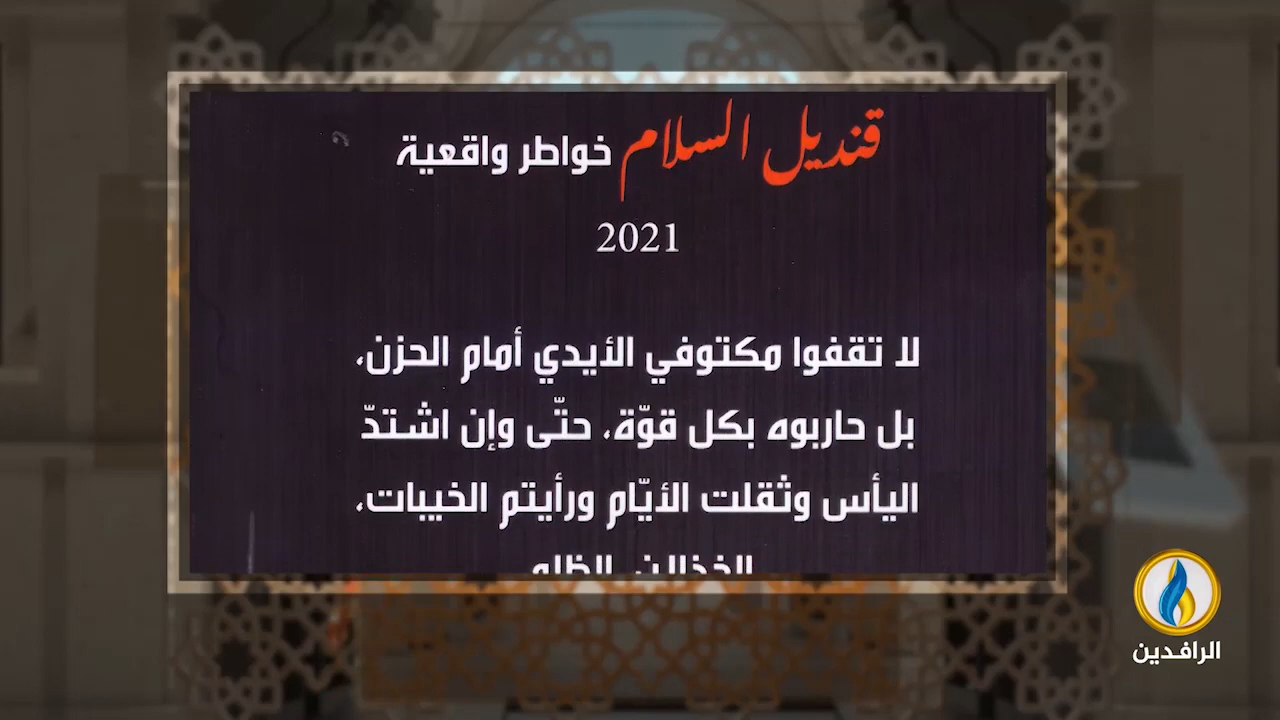 قنديل السلام خواطر واقعية
2021
لا تقفوا مكتوفي الأيدي أمام الحزن،
بل حاربوه بكل قوّة، حتّى وإن اشتدّ
اليأس وثقلت الأيّام ورأيتم الخيبات،
الرافدين